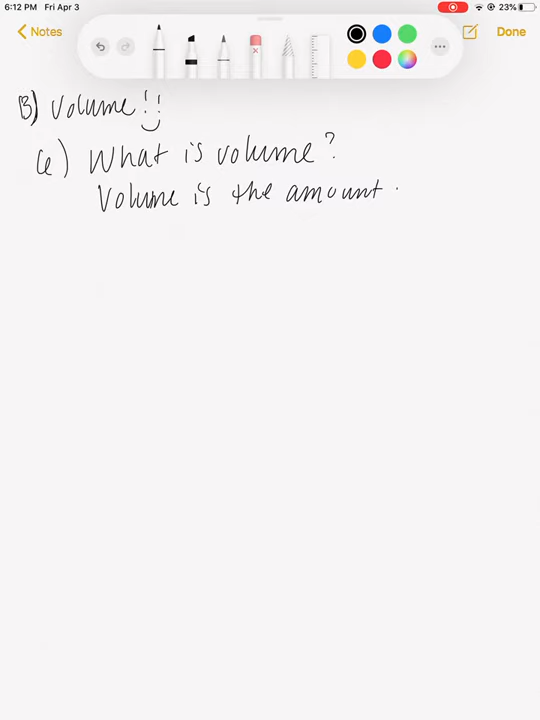 6:12 PM Fri Apr 3 23%
Notes Done
B) Volume!!
a) What is volume?
Volume is the amount